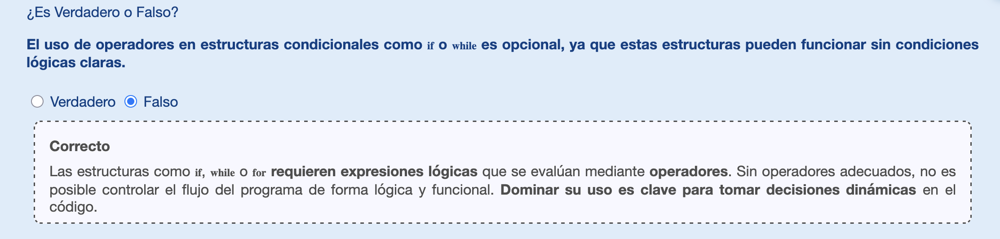 ¿Es Verdadero o Falso?
El uso de operadores en estructuras condicionales como if o while es opcional, ya que estas estructuras pueden funcionar sin condiciones
lógicas claras.
Verdadero Falso
Correcto
Las estructuras como if, while o for requieren expresiones lógicas que se evalúan mediante operadores. Sin operadores adecuados, no es
posible controlar el flujo del programa de forma lógica y funcional. Dominar su uso es clave para tomar decisiones dinámicas en el
código.